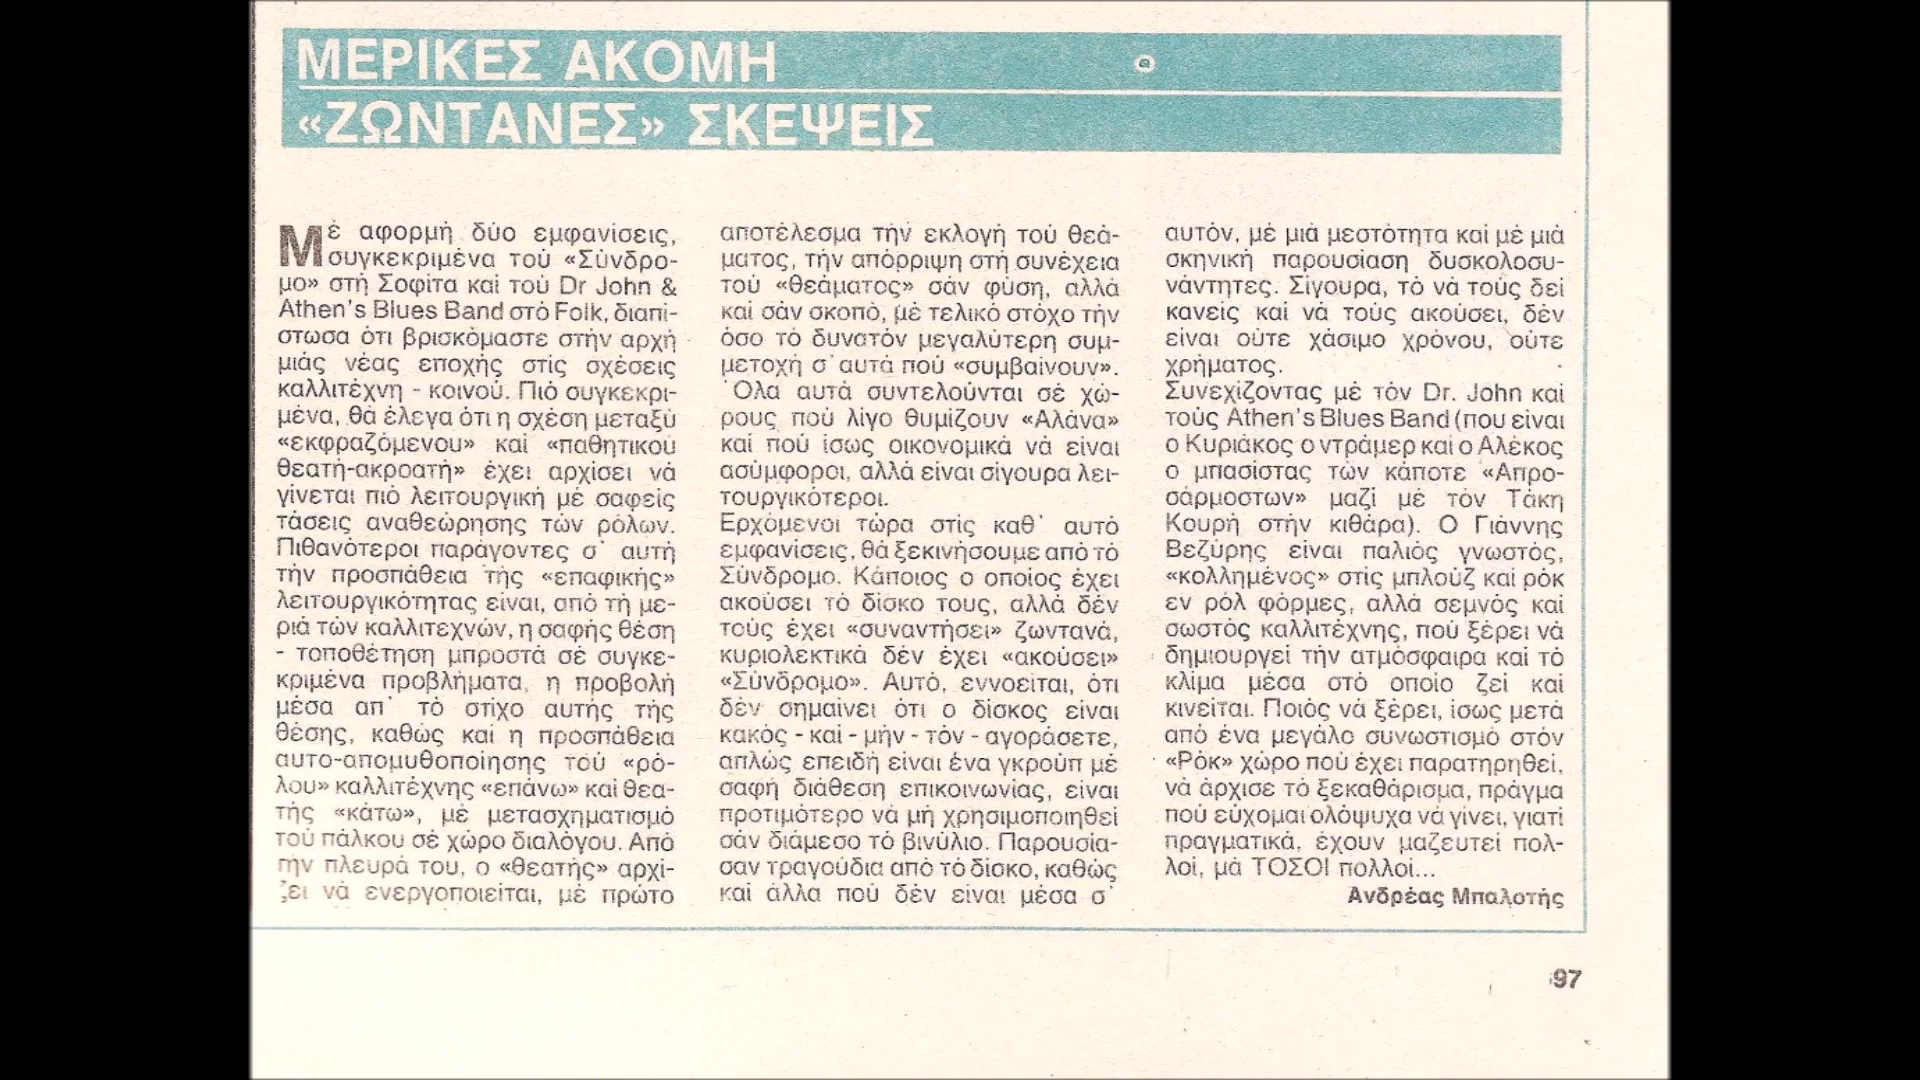 ΜΕΡΙΚΕΣ ΑΚΟΜΗ
«ΖΩΝΤΑΝΕΣ» ΣΚΕΨΕΙΣ
Μέ αφορμή δύο εμφανίσεις,
συγκεκριμένα τού «Σύνδρο-
μο» στή Σοφίτα καί τού Dr John &
Athen's Blues Band στό Folk, διαπί-
στωσα ότι βρισκόμαστε στήν αρχή
μιάς νέας εποχής στίς σχέσεις
καλλιτέχνη - κοινού. Πιό συγκεκρι-
μένα, θά έλεγα ότι η σχέση μεταξύ
«εκφραζόμενου» καί «παθητικού
θεατή-ακροατή» έχει αρχίσει νά
γίνεται πιό λειτουργική μέ σαφείς
τάσεις αναθεώρησης τών ρόλων.
Πιθανότεροι παράγοντες σ' αυτή
τήν προσπάθεια τής «επαφικής»
λειτουργικότητας είναι, από τή με-
ριά τών καλλιτεχνών, η σαφής θέση
- τοποθέτηση μπροστά σέ συγκε-
κριμένα προβλήματα, η προβολή
μέσα απ' τό στίχο αυτής τής
θέσης, καθώς καί η προσπάθεια
αυτο-απομυθοποίησης τού «ρό-
λου» καλλιτέχνης «επάνω» καί θεα-
τής «κάτω», μέ μετασχηματισμό
τού πάλκου σέ χώρο διαλόγου. Από
τήν πλευρά του, ο «θεατής» αρχί-
ζει νά ενεργοποιείται, μέ πρώτο
αποτέλεσμα τήν εκλογή τού θεά-
ματος, τήν απόρριψη στή συνέχεια
τού «θεάματος» σάν φύση, αλλά
καί σάν σκοπό, μέ τελικό στόχο τήν
όσο τό δυνατόν μεγαλύτερη συμ-
μετοχή σ' αυτά πού «συμβαίνουν».
Όλα αυτά συντελούνται σέ χώ-
ρους πού λίγο θυμίζουν «Αλάνα»
καί πού ίσως οικονομικά νά είναι
ασύμφοροι, αλλά είναι σίγουρα λει-
τουργικότεροι.
Ερχόμενοι τώρα στίς καθ' αυτό
εμφανίσεις, θά ξεκινήσουμε από τό
Σύνδρομο. Κάποιος ο οποίος έχει
ακούσει τό δίσκο τους, αλλά δέν
τούς έχει «συναντήσει» ζωντανά,
κυριολεκτικά δέν έχει «ακούσει»
«Σύνδρομο». Αυτό, εννοείται, ότι
δέν σημαίνει ότι ο δίσκος είναι
κακός - καί - μήν - τόν - αγοράσετε,
απλώς επειδή είναι ένα γκρούπ μέ
σαφή διάθεση επικοινωνίας, είναι
προτιμότερο νά μή χρησιμοποιηθεί
σάν διάμεσο τό βινύλιο. Παρουσία-
σαν τραγούδια από τό δίσκο, καθώς
καί άλλα πού δέν είναι μέσα σ'
αυτόν, μέ μιά μεστότητα καί μέ μιά
σκηνική παρουσίαση δυσκολοσυ-
νάντητες. Σίγουρα, τό νά τούς δεί
κανείς καί νά τούς ακούσει, δέν
είναι ούτε χάσιμο χρόνου, ούτε
χρήματος.
Συνεχίζοντας μέ τόν Dr. John καί
τούς Athen's Blues Band (που είναι
ο Κυριάκος ο ντράμερ καί ο Αλέκος
ο μπασίστας τών κάποτε «Απρο-
σάρμοστων» μαζί μέ τόν Τάκη
Κουρή στήν κιθάρα). Ο Γιάννης
Βεζύρης είναι παλιός γνωστός,
«κολλημένος» στίς μπλούζ καί ρόκ
εν ρόλ φόρμες, αλλά σεμνός καί
σωστός καλλιτέχνης, πού ξέρει νά
δημιουργεί τήν ατμόσφαιρα καί τό
κλίμα μέσα στό οποίο ζεί καί
κινείται. Ποιός νά ξέρει, ίσως μετά
από ένα μεγάλο συνωστισμό στόν
«Ρόκ» χώρο πού έχει παρατηρηθεί,
νά άρχισε τό ξεκαθάρισμα, πράγμα
πού εύχομαι ολόψυχα νά γίνει, γιατί
πραγματικά, έχουν μαζευτεί πολ-
λοί, μά ΤΟΣΟΙ πολλοί...
Ανδρέας Μπαλοτής
97